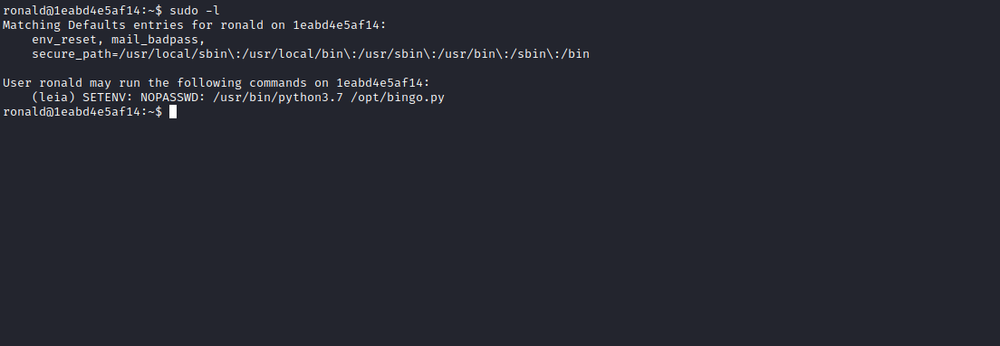 ronald@1eabd4e5af14:~$ sudo -l
Matching Defaults entries for ronald on 1eabd4e5af14:
    env_reset, mail_badpass,
    secure_path=/usr/local/sbin\:/usr/local/bin\:/usr/sbin\:/usr/bin\:/sbin\:/bin

User ronald may run the following commands on 1eabd4e5af14:
    (leia) SETENV: NOPASSWD: /usr/bin/python3.7 /opt/bingo.py
ronald@1eabd4e5af14:~$